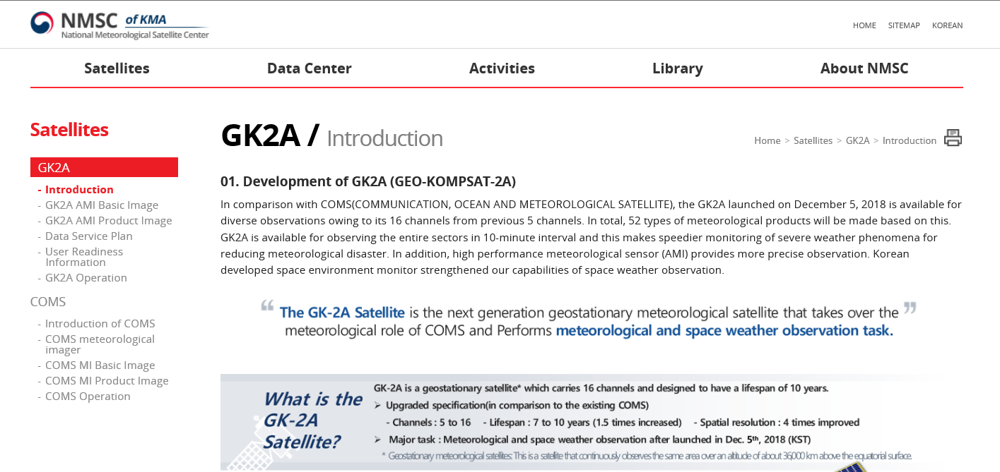 NMSC of KMA
National Meteorological Satellite Center
HOME SITEMAP KOREAN
Satellites Data Center Activities Library About NMSC
Satellites
GK2A
- Introduction
- GK2A AMI Basic Image
- GK2A AMI Product Image
- Data Service Plan
- User Readiness
Information
- GK2A Operation
COMS
- Introduction of COMS
- COMS meteorological
imager
- COMS MI Basic Image
- COMS MI Product Image
- COMS Operation
GK2A / Introduction
Home > Satellites > GK2A > Introduction
01. Development of GK2A (GEO-KOMPSAT-2A)
In comparison with COMS(COMMUNICATION, OCEAN AND METEOROLOGICAL SATELLITE), the GK2A launched on December 5, 2018 is available for
diverse observations owing to its 16 channels from previous 5 channels. In total, 52 types of meteorological products will be made based on this.
GK2A is available for observing the entire sectors in 10-minute interval and this makes speedier monitoring of severe weather phenomena for
reducing meteorological disaster. In addition, high performance meteorological sensor (AMI) provides more precise observation. Korean
developed space environment monitor strengthened our capabilities of space weather observation.
“ The GK-2A Satellite is the next generation geostationary meteorological satellite that takes over the ”
meteorological role of COMS and Performs meteorological and space weather observation task.
What is the
GK-2A
Satellite?
GK-2A is a geostationary satellite* which carries 16 channels and designed to have a lifespan of 10 years.
➢ Upgraded specification(in comparison to the existing COMS)
- Channels : 5 to 16 - Lifespan : 7 to 10 years (1.5 times increased) - Spatial resolution : 4 times improved
➢ Major task : Meteorological and space weather observation after launched in Dec. 5th, 2018 (KST)
* Geostationary meteorological satellites: This is a satellite that continuously observes the same area over an altitude of about 36,000 km above the equatorial surface.